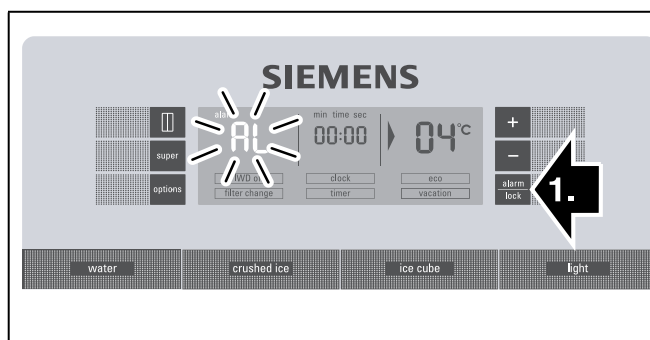 SIEMENS
alarm
AL
min time sec
00:00
04°C
super
options
+
−
alarm
lock
1.
clock
eco
filter change
timer
vacation
water
crushed ice
ice cube
light